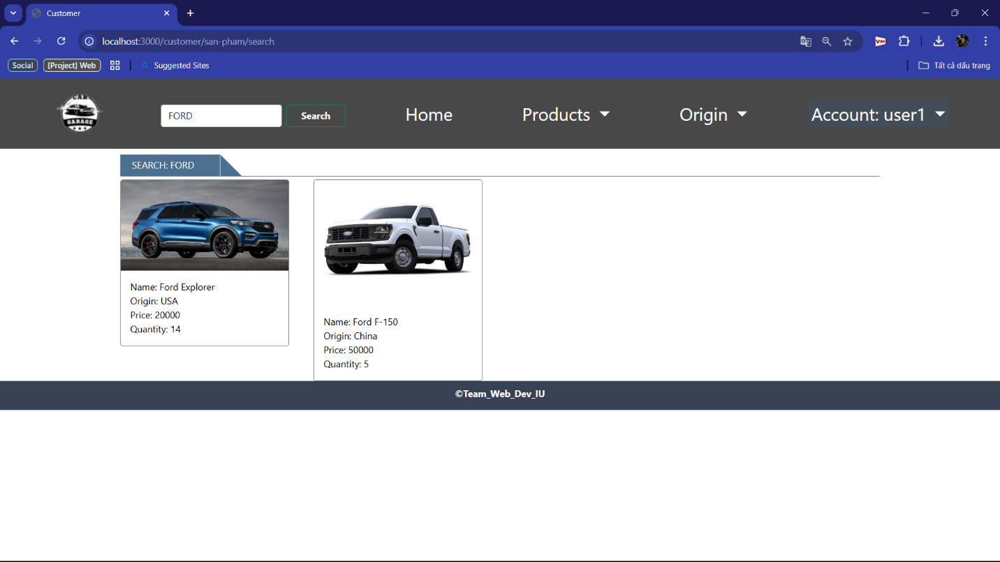 Customer
localhost:3000/customer/san-pham/search
VM
Social
[Project] Web
Suggested Sites
Tất cả dấu trang
CAR
GARAGE
FORD
Search
Home
Products
Origin
Account: user1
SEARCH: FORD
Name: Ford Explorer
Origin: USA
Price: 20000
Quantity: 14
Name: Ford F-150
Origin: China
Price: 50000
Quantity: 5
©Team_Web_Dev_IU